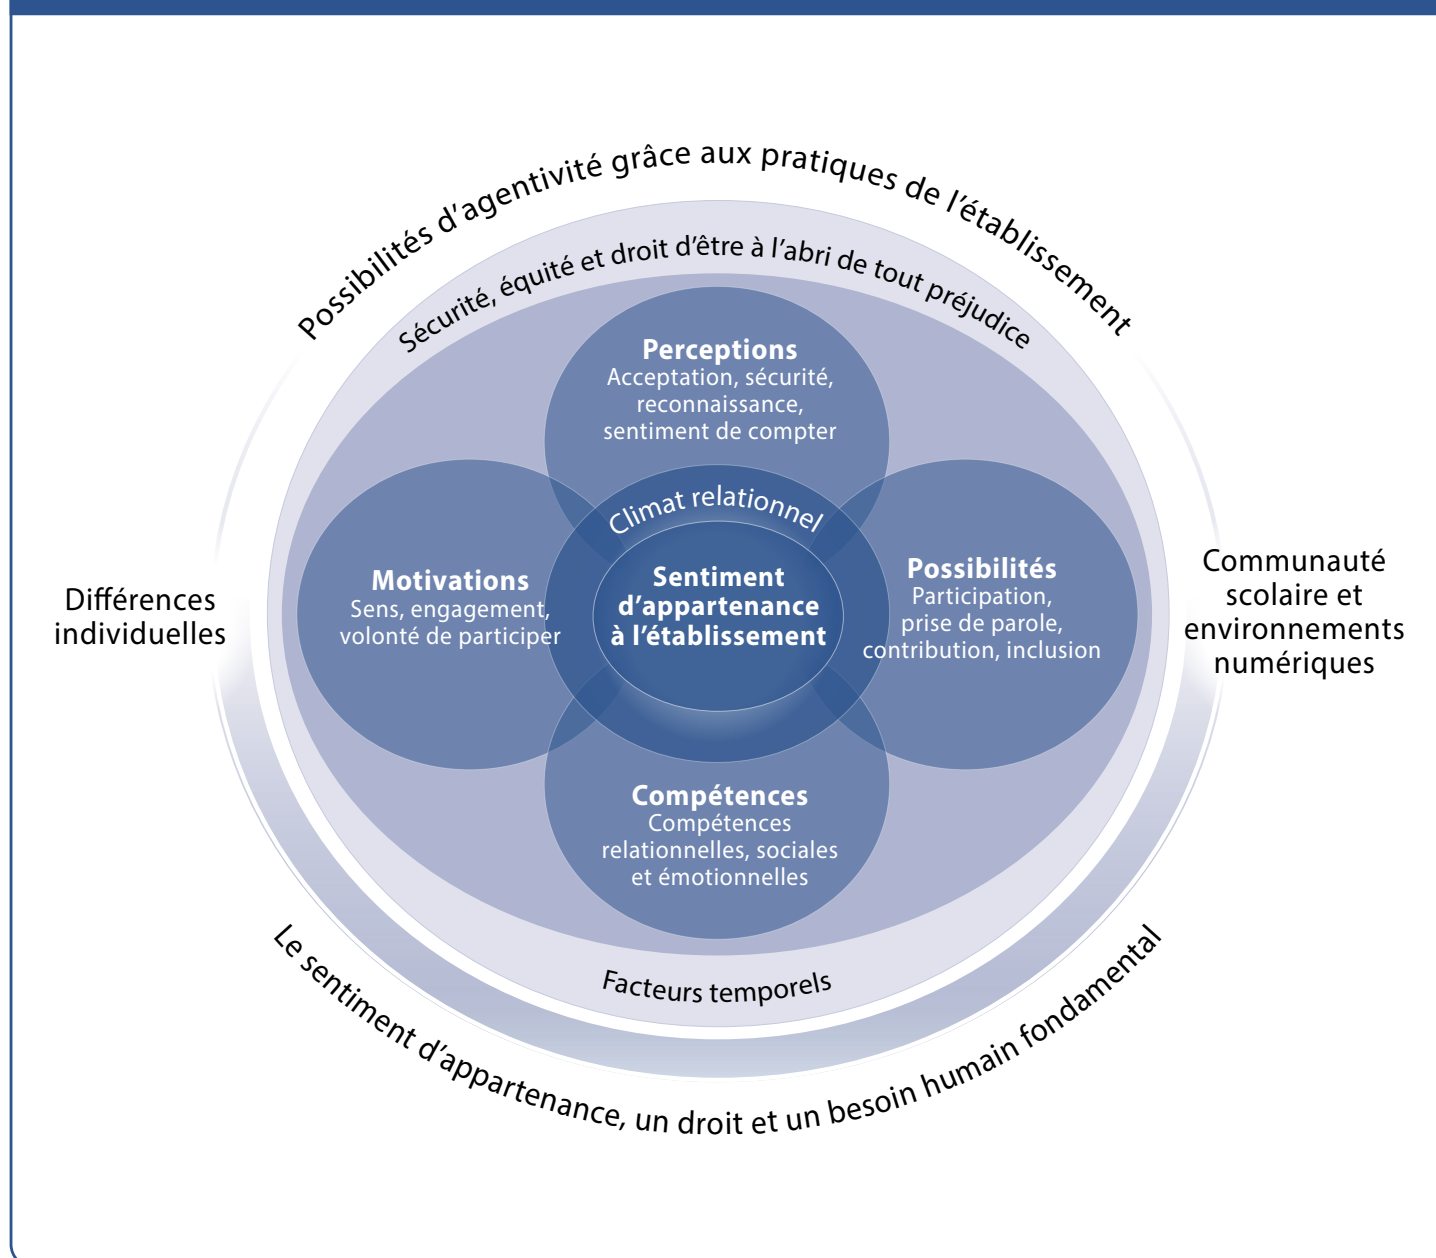 Possibilités d’agentivité grâce aux pratiques de l’établissement
Sécurité, équité et droit d’être à l’abri de tout préjudice
Perceptions
Acceptation, sécurité,
reconnaissance,
sentiment de compter
Climat relationnel
Sentiment
d’appartenance
à l’établissement
Motivations
Sens, engagement,
volonté de participer
Possibilités
Participation,
prise de parole,
contribution, inclusion
Différences
individuelles
Communauté
scolaire et
environnements
numériques
Compétences
Compétences
relationnelles, sociales
et émotionnelles
Facteurs temporels
Le sentiment d’appartenance, un droit et un besoin humain fondamental